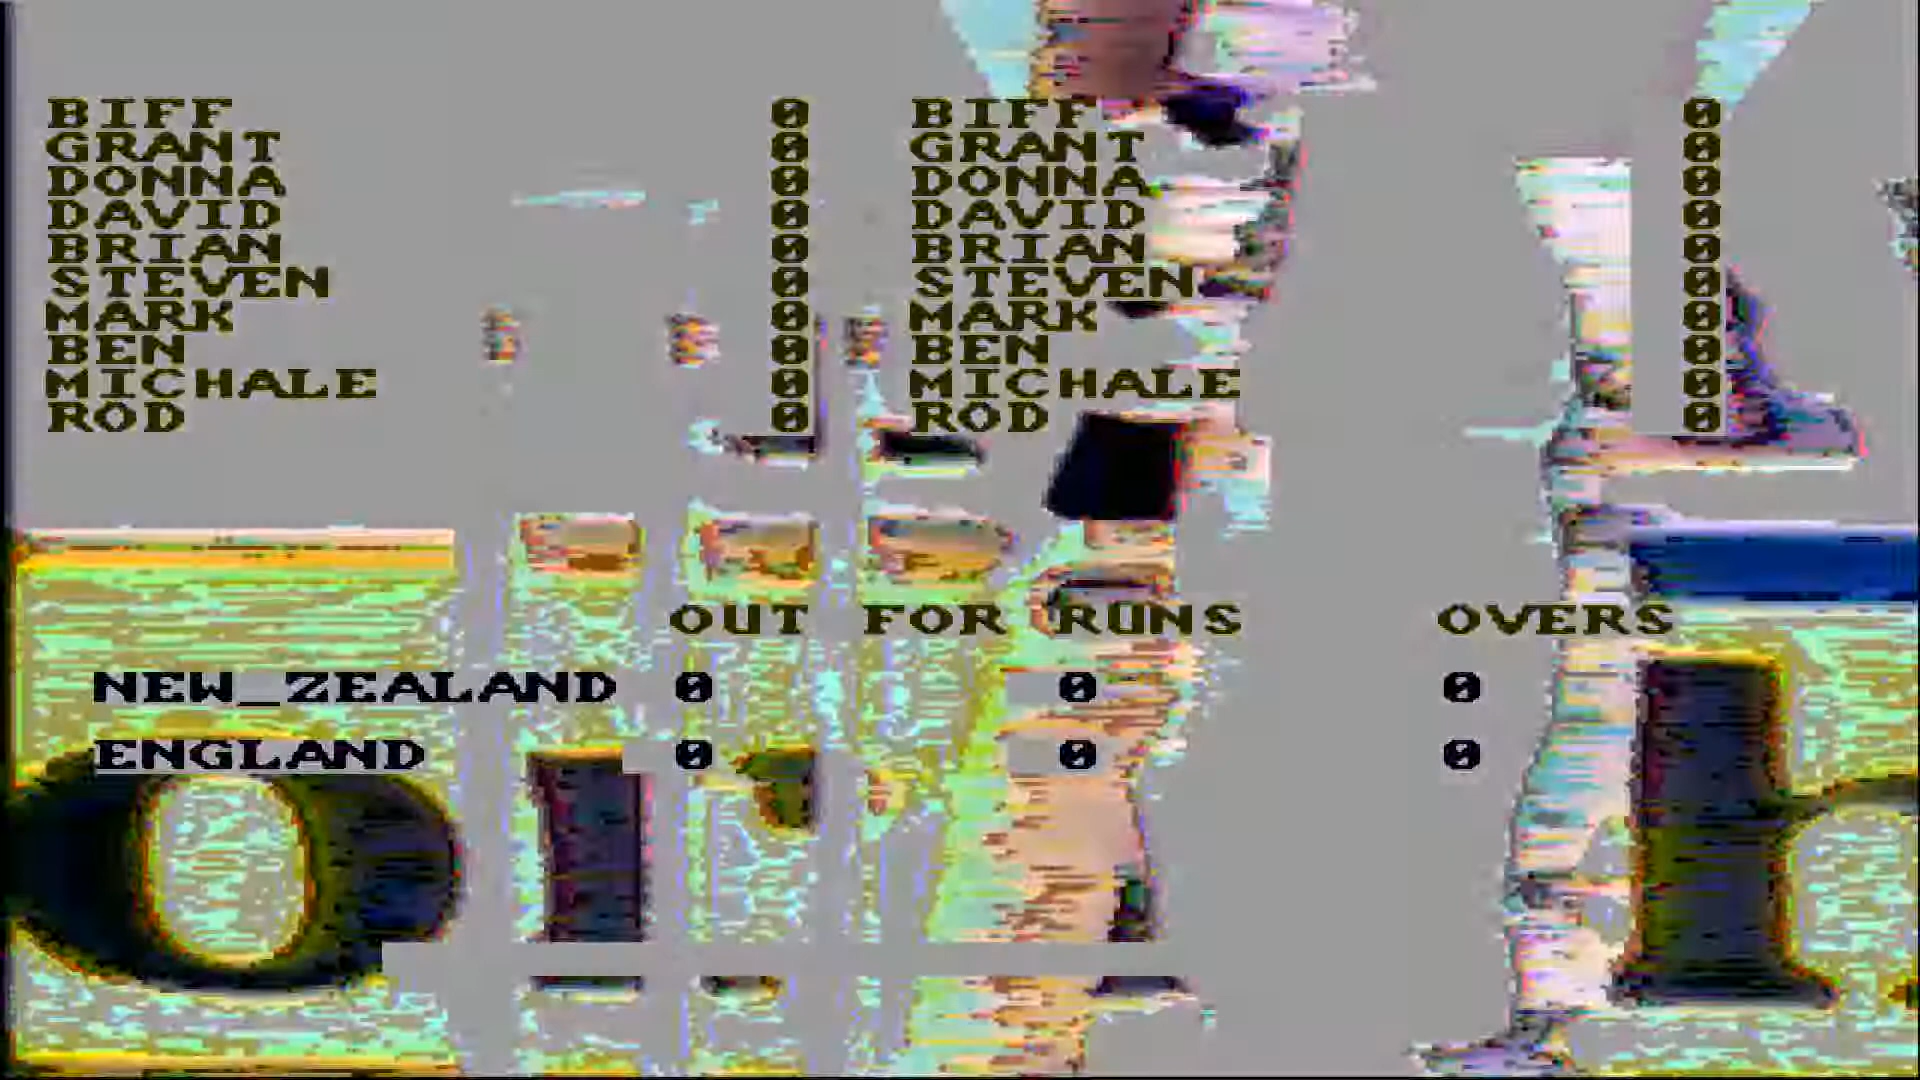 BIFF 0 BIFF 0
GRANT 0 GRANT 0
DONNA 0 DONNA 0
DAVID 0 DAVID 0
BRIAN 0 BRIAN 0
STEVEN 0 STEVEN 0
MARK 0 MARK 0
BEN 0 BEN 0
MICHALE 0 MICHALE 0
ROD 0 ROD 0
OUT FOR RUNS OVERS
NEW_ZEALAND 0 0 0
ENGLAND 0 0 0